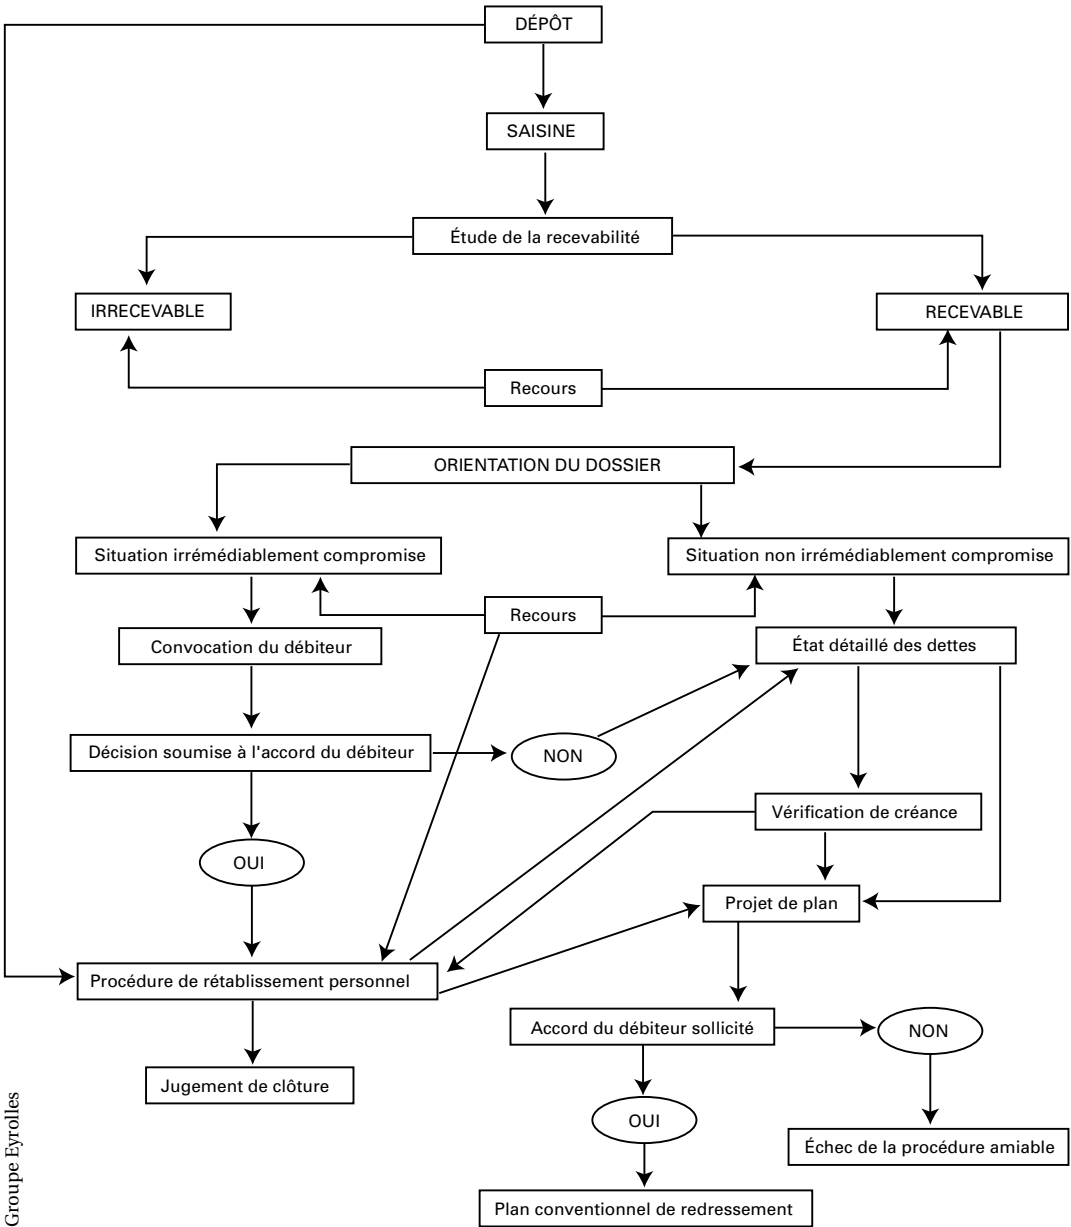 DÉPÔT
SAISINE
Étude de la recevabilité
IRRECEVABLE
RECEVABLE
Recours
ORIENTATION DU DOSSIER
Situation irrémédiablement compromise
Situation non irrémédiablement compromise
Recours
Convocation du débiteur
État détaillé des dettes
Décision soumise à l'accord du débiteur
NON
Vérification de créance
OUI
Projet de plan
Procédure de rétablissement personnel
Accord du débiteur sollicité
NON
Jugement de clôture
OUI
Échec de la procédure amiable
Plan conventionnel de redressement
Groupe Eyrolles